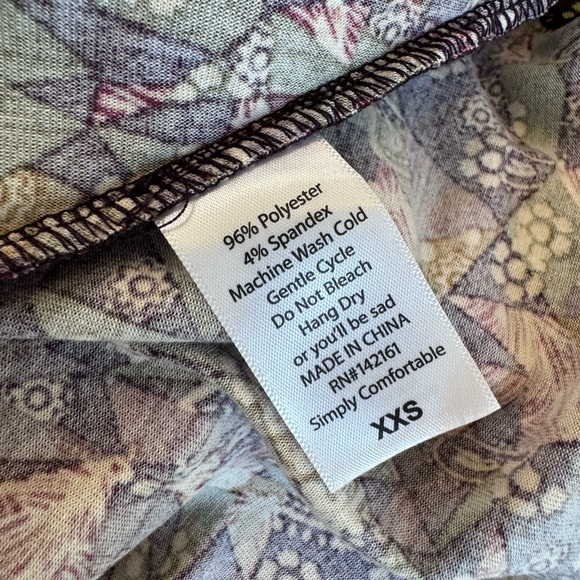 96% Polyester
4% Spandex
Machine Wash Cold
Gentle Cycle
Do Not Bleach
Hang Dry
or you'll be sad
MADE IN CHINA
RN#142161
Simply Comfortable
XXS